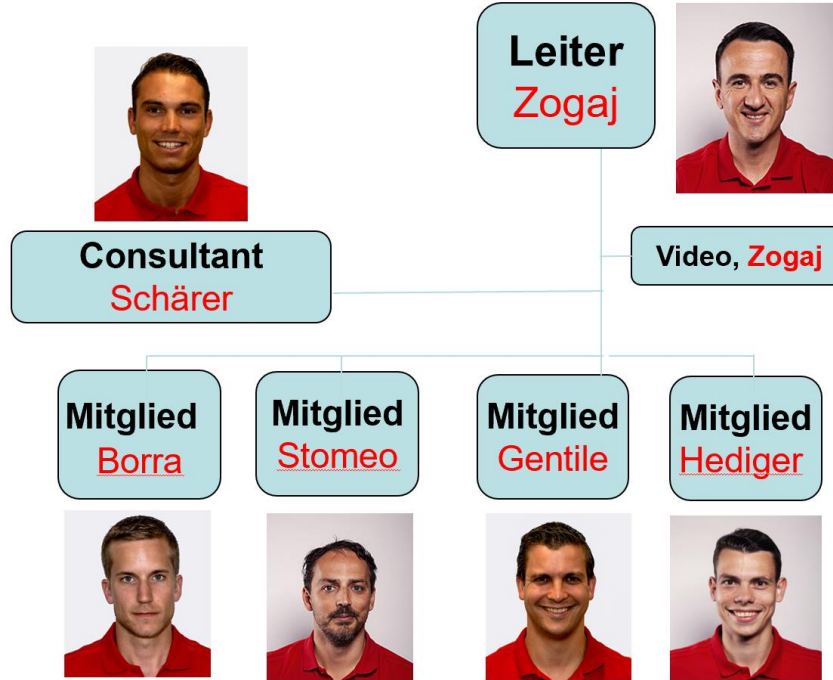 Leiter
Zogaj
Consultant
Schärer
Video, Zogaj
Mitglied
Borra
Mitglied
Stomeo
Mitglied
Gentile
Mitglied
Hediger